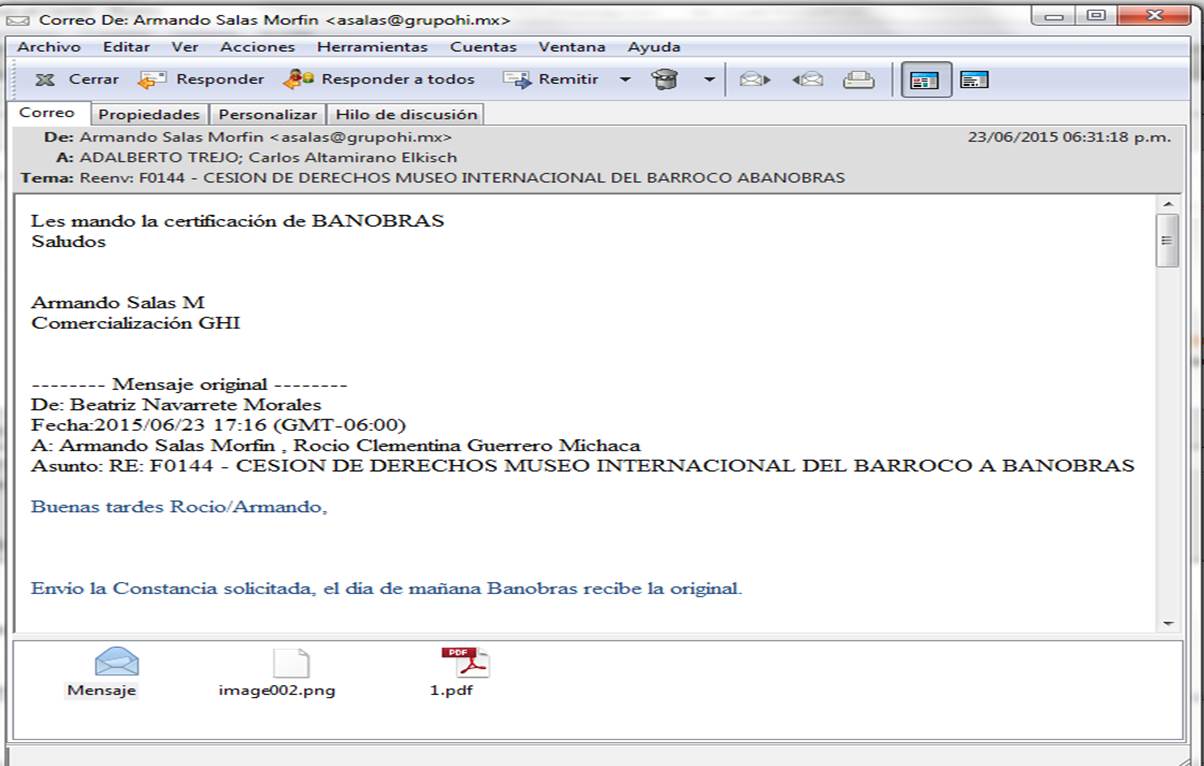 Correo De: Armando Salas Morfin <asalas@grupohi.mx>
Archivo Editar Ver Acciones Herramientas Cuentas Ventana Ayuda
Cerrar Responder Responder a todos Remitir
Correo Propiedades Personalizar Hilo de discusión
De: Armando Salas Morfin <asalas@grupohi.mx> 23/06/2015 06:31:18 p.m.
A: ADALBERTO TREJO; Carlos Altamirano Elkisch
Tema: Reenv: F0144 - CESION DE DERECHOS MUSEO INTERNACIONAL DEL BARROCO ABANOBRAS
Les mando la certificación de BANOBRAS
Saludos
Armando Salas M
Comercialización GHI
-------- Mensaje original --------
De: Beatriz Navarrete Morales
Fecha:2015/06/23 17:16 (GMT-06:00)
A: Armando Salas Morfin , Rocio Clementina Guerrero Michaca
Asunto: RE: F0144 - CESION DE DERECHOS MUSEO INTERNACIONAL DEL BARROCO A BANOBRAS
Buenas tardes Rocio/Armando,
Envío la Constancia solicitada, el día de mañana Banobras recibe la original.
PDF
Mensaje image002.png 1.pdf